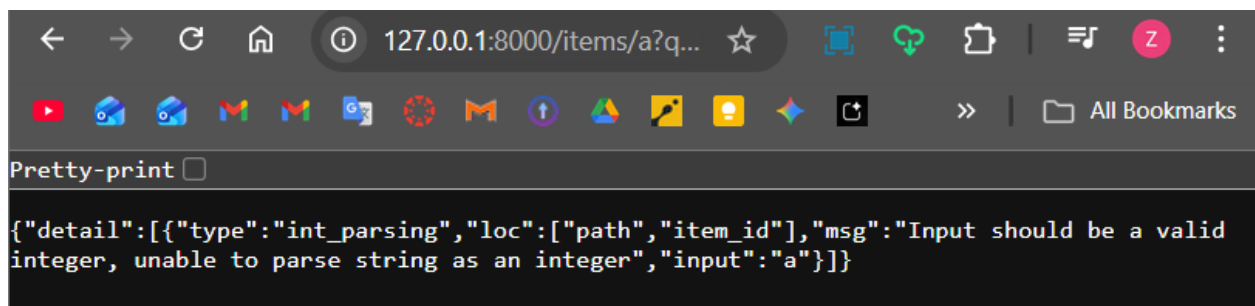 127.0.0.1:8000/items/a?q...
Z
All Bookmarks
Pretty-print
{"detail":[{"type":"int_parsing","loc":["path","item_id"],"msg":"Input should be a valid
integer, unable to parse string as an integer","input":"a"}]}